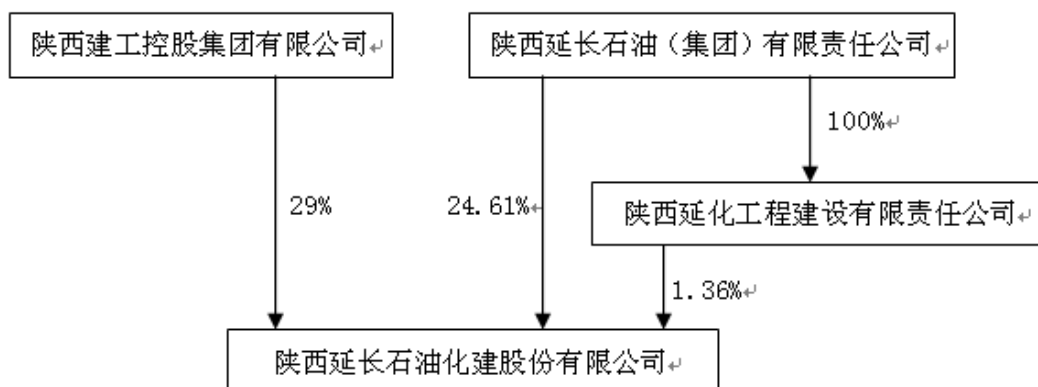 陕西建工控股集团有限公司
陕西延长石油（集团）有限责任公司
100%
29%
24.61%
陕西延化工程建设有限责任公司
1.36%
陕西延长石油化建股份有限公司